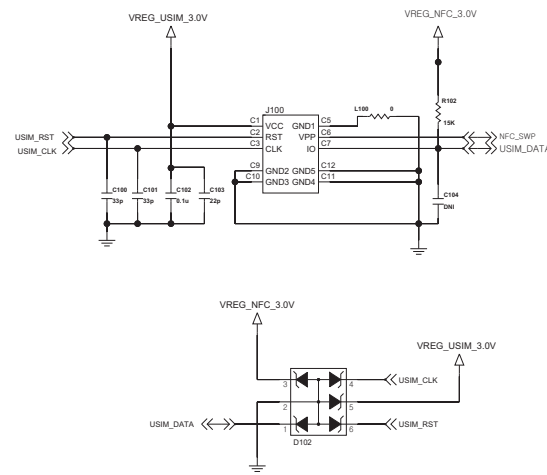 VREG_USIM_3.0V
VREG_NFC_3.0V
J100
R102
15K
L100 0
C1 VCC GND1 C5
C2 RST VPP C6
C3 CLK IO C7
C9 GND2 GND5 C12
C10 GND3 GND4 C11
USIM_RST
USIM_CLK
NFC_SWP
USIM_DATA
C100
33p
C101
33p
C102
0.1u
C103
22p
C104
DNI
VREG_NFC_3.0V
VREG_USIM_3.0V
3 4
USIM_CLK
2 5
USIM_DATA
1 6
USIM_RST
D102